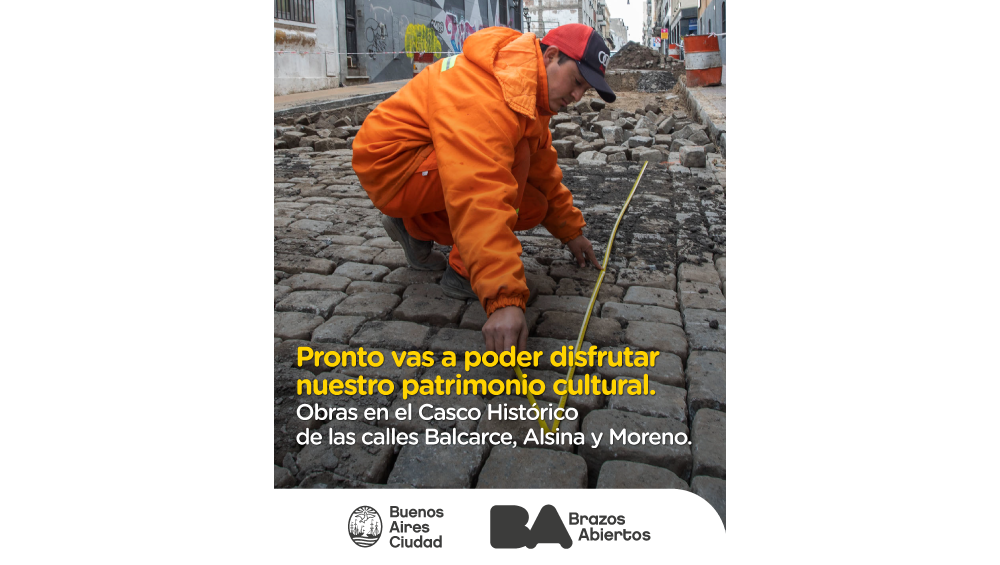 Pronto vas a poder disfrutar
nuestro patrimonio cultural.
Obras en el Casco Histórico
de las calles Balcarce, Alsina y Moreno.
Buenos
Aires
Ciudad
BA
Brazos
Abiertos